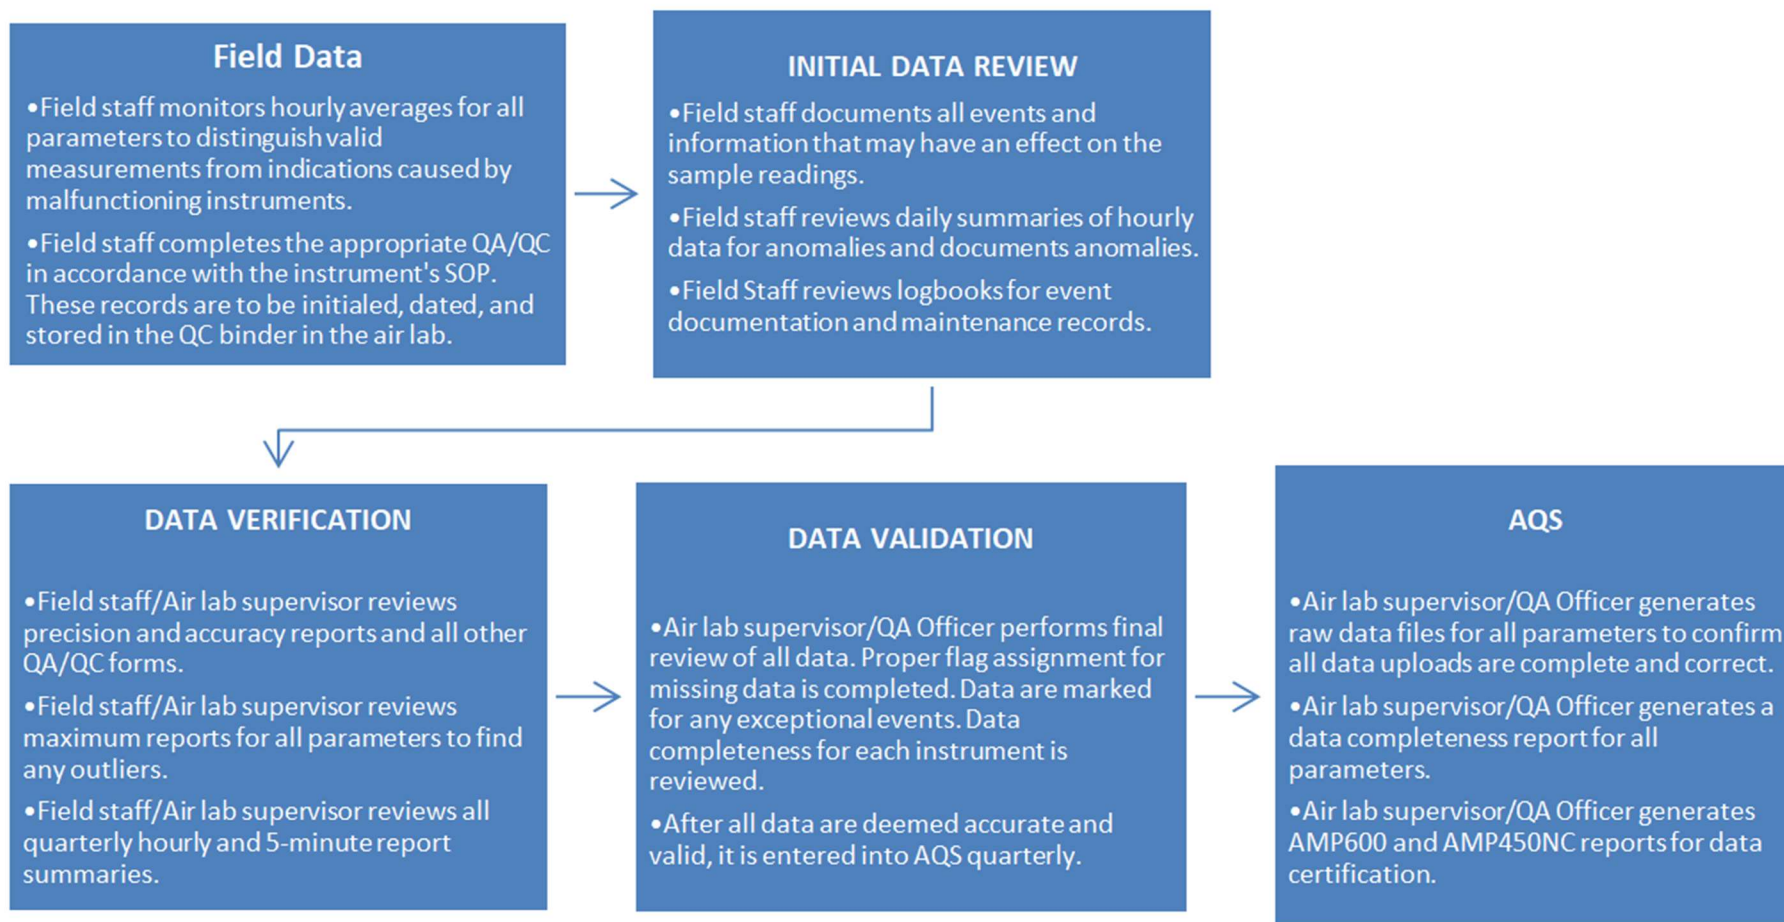 Field Data
•Field staff monitors hourly averages for all
parameters to distinguish valid
measurements from indications caused by
malfunctioning instruments.
•Field staff completes the appropriate QA/QC
in accordance with the instrument's SOP.
These records are to be initialed, dated, and
stored in the QC binder in the air lab.
INITIAL DATA REVIEW
•Field staff documents all events and
information that may have an effect on the
sample readings.
•Field staff reviews daily summaries of hourly
data for anomalies and documents anomalies.
•Field Staff reviews logbooks for event
documentation and maintenance records.
DATA VERIFICATION
•Field staff/Air lab supervisor reviews
precision and accuracy reports and all other
QA/QC forms.
•Field staff/Air lab supervisor reviews
maximum reports for all parameters to find
any outliers.
•Field staff/Air lab supervisor reviews all
quarterly hourly and 5-minute report
summaries.
DATA VALIDATION
•Air lab supervisor/QA Officer performs final
review of all data. Proper flag assignment for
missing data is completed. Data are marked
for any exceptional events. Data
completeness for each instrument is
reviewed.
•After all data are deemed accurate and
valid, it is entered into AQS quarterly.
AQS
•Air lab supervisor/QA Officer generates
raw data files for all parameters to confirm
all data uploads are complete and correct.
•Air lab supervisor/QA Officer generates a
data completeness report for all
parameters.
•Air lab supervisor/QA Officer generates
AMP600 and AMP450NC reports for data
certification.